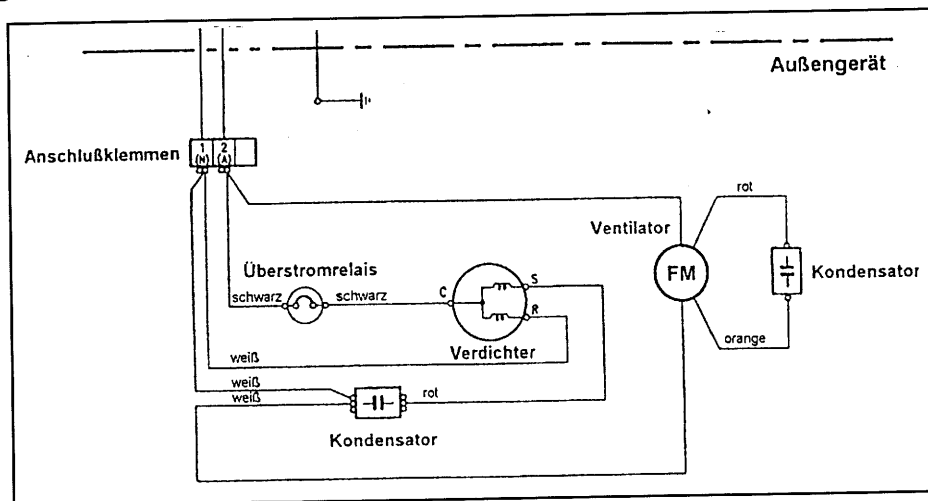 Außengerät
Anschlußklemmen
1 2
(N) (A)
rot
Ventilator
Überstromrelais
FM
Kondensator
schwarz schwarz C S
R
orange
weiß
Verdichter
weiß
weiß
rot
Kondensator